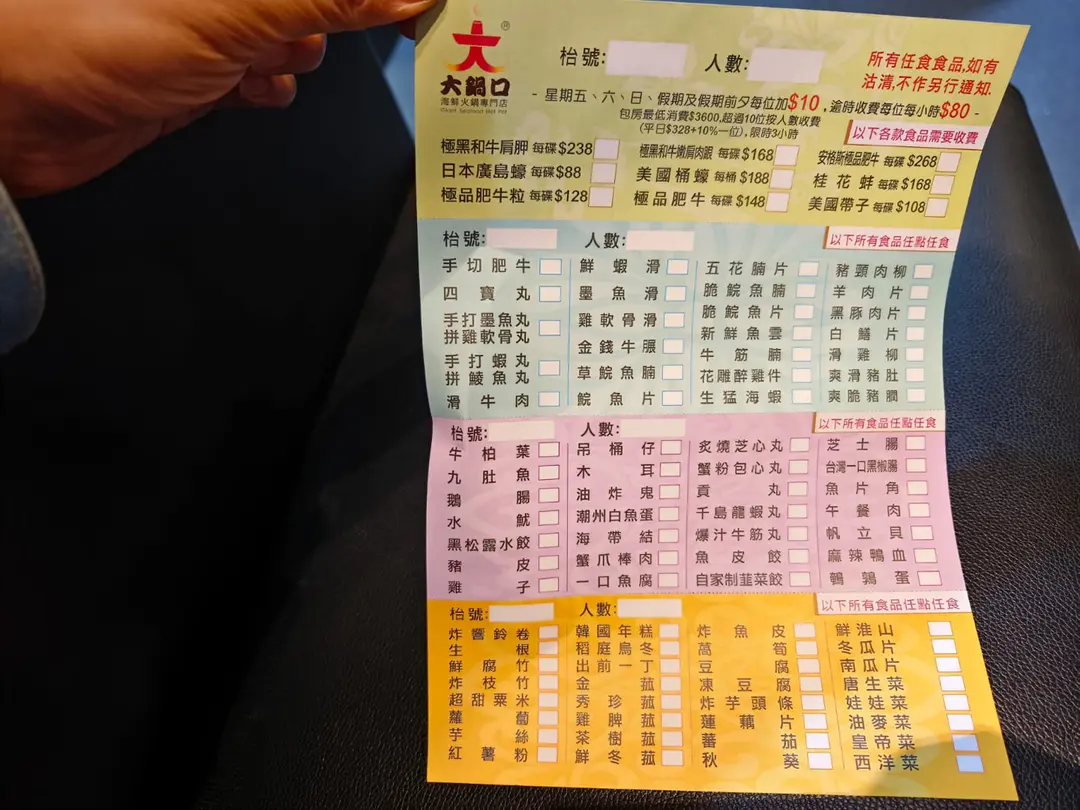 大鍋口®
海鮮火鍋專門店
枱號: 人數:
所有任食食品,如有
沽清,不作另行通知.
- 星期五、六、日、假期及假期前夕每位加$10,逾時收費每位每小時$80 -
包房最低消費$3600,超過10位按人數收費
(平日$328+10%一位),限時3小時
以下各款食品需要收費
極黑和牛肩胛 每碟$238 極黑和牛嫩肩肉眼 每碟$168 安格斯極品肥牛 每碟$268
日本廣島蠔 每碟$88 美國桶蠔 每桶$188 桂花蚌 每碟$168
極品肥牛粒 每碟$128 極品肥牛 每碟$148 美國帶子 每碟$108
枱號: 人數: 以下所有食品任點任食
手切肥牛
四寶丸
手打墨魚丸
拼雞軟骨丸
手打蝦丸
拼鯪魚丸
滑牛肉
鮮蝦滑
墨魚滑
雞軟骨滑
金錢牛𦟌
草鯇魚腩
鯇魚片
五花腩片
脆鯇魚腩
脆鯇魚片
新鮮魚雲
牛筋腩
花雕醉雞件
生猛海蝦
豬頸肉柳
羊肉片
黑豚肉片
白鱔片
滑雞柳
爽滑豬肚
爽脆豬膶
枱號: 人數: 以下所有食品任點任食
牛柏葉
九肚魚
鵝腸
水魷
黑松露水餃
豬皮
雞子
吊桶仔
木耳
油炸鬼
潮州白魚蛋
海帶結
蟹爪棒肉
一口魚腐
炙燒芝心丸
蟹粉包心丸
貢丸
千島龍蝦丸
爆汁牛筋丸
魚皮餃
自家制韮菜餃
芝士腸
台灣一口黑椒腸
魚片角
午餐肉
帆立貝
麻辣鴨血
鵪鶉蛋
枱號: 人數: 以下所有食品任點任食
炸響鈴卷
生根
鮮腐竹
炸枝竹
超甜粟米
蘿蔔
芋絲
紅薯粉
韓國年糕
稻庭烏冬
出前一丁
金菰
秀珍菰
雞脾菰
茶樹菰
鮮冬菰
炸魚皮
萵筍
豆腐
凍豆腐
炸芋頭條
蓮藕片
蕃茄
秋葵
鮮淮山
冬瓜片
南瓜片
唐生菜
娃娃菜
油麥菜
皇帝菜
西洋菜